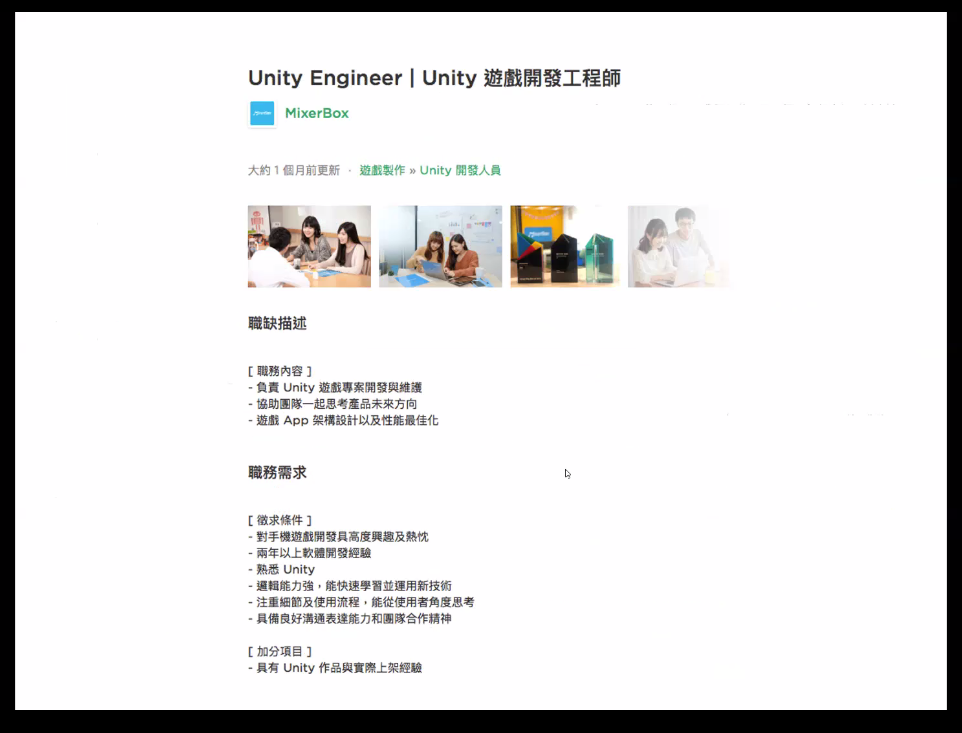 Unity Engineer | Unity 遊戲開發工程師
MixerBox
大約 1 個月前更新 · 遊戲製作 » Unity 開發人員
職缺描述
[ 職務內容 ]
- 負責 Unity 遊戲專案開發與維護
- 協助團隊一起思考產品未來方向
- 遊戲 App 架構設計以及性能最佳化
職務需求
[ 徵求條件 ]
- 對手機遊戲開發具高度興趣及熱忱
- 兩年以上軟體開發經驗
- 熟悉 Unity
- 邏輯能力強，能快速學習並運用新技術
- 注重細節及使用流程，能從使用者角度思考
- 具備良好溝通表達能力和團隊合作精神
[ 加分項目 ]
- 具有 Unity 作品與實際上架經驗